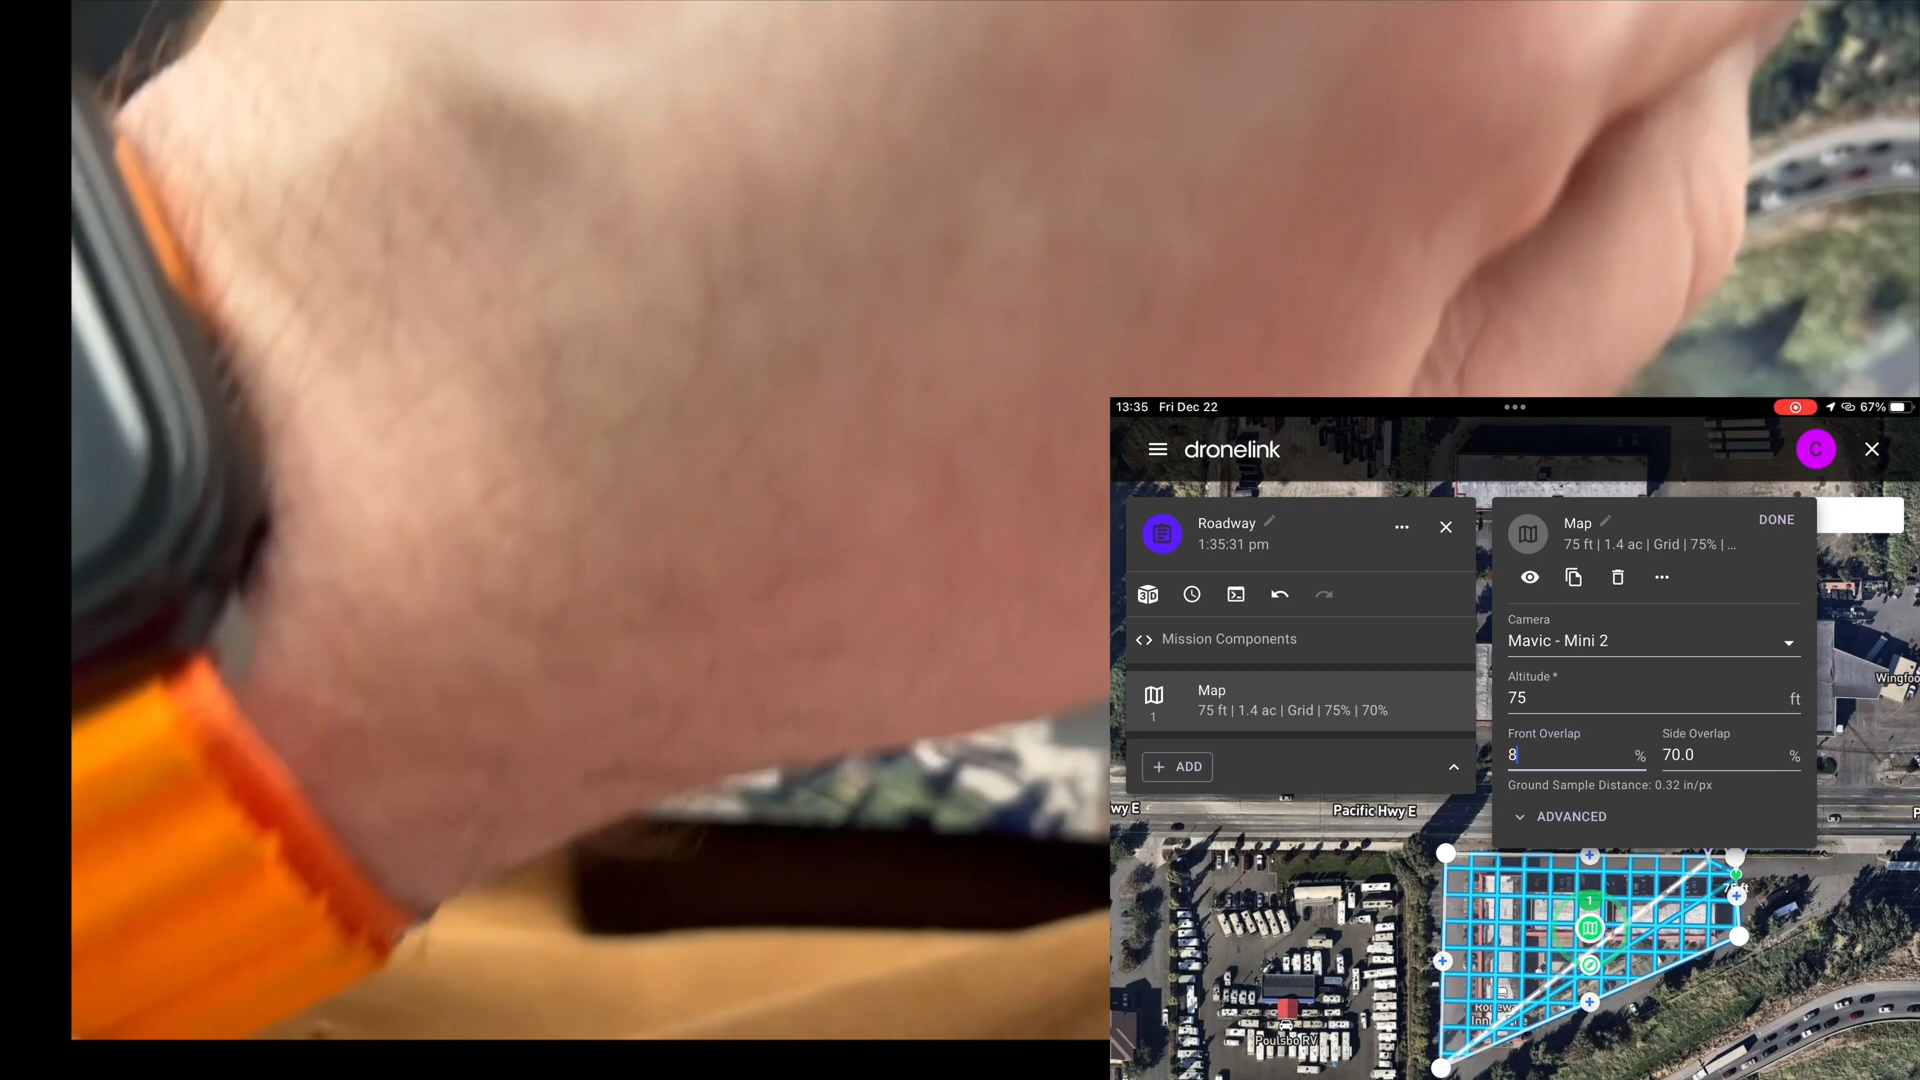 13:35 Fri Dec 22
67%
dronelink
C
Roadway
1:35:31 pm
Mission Components
Map
75 ft | 1.4 ac | Grid | 75% | 70%
1
ADD
Map
DONE
75 ft | 1.4 ac | Grid | 75% | ...
Camera
Mavic - Mini 2
Altitude *
75 ft
Front Overlap Side Overlap
8 % 70.0 %
Ground Sample Distance: 0.32 in/px
ADVANCED
wy E
Pacific Hwy E
P
Wingfoo
1
75 ft
Poulsbo RV